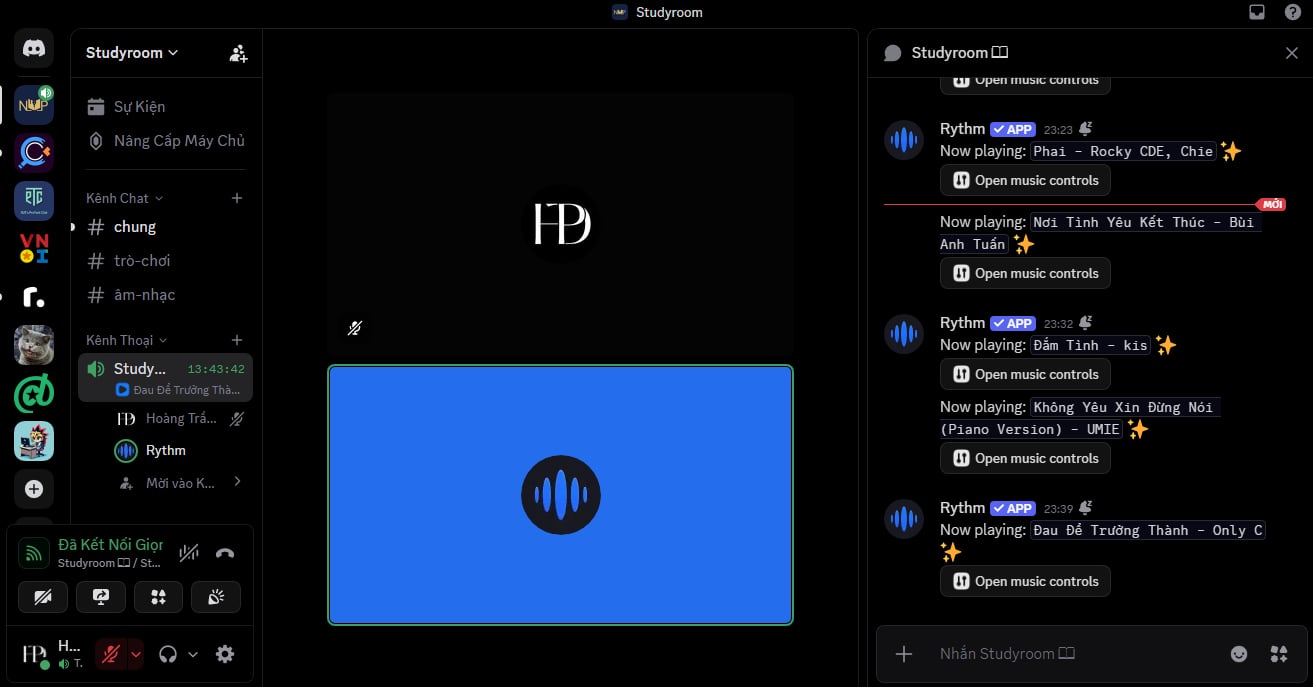 Studyroom
Studyroom
Sự Kiện
Nâng Cấp Máy Chủ
Kênh Chat
# chung
# trò-chơi
# âm-nhạc
Kênh Thoại
Study... 13:43:42
Đau Để Trưởng Thà...
Hoàng Trầ...
Rythm
Mời vào K...
Đã Kết Nối Giọng
Studyroom / St...
H...
T.
NUP
VN
OI
HD
Studyroom
Open music controls
Rythm APP 23:23
Now playing: Phai - Rocky CDE, Chie
Open music controls
MỚI
Now playing: Nơi Tình Yêu Kết Thúc - Bùi
Anh Tuấn
Open music controls
Rythm APP 23:32
Now playing: Đắm Tình - kis
Open music controls
Now playing: Không Yêu Xin Đừng Nói
(Piano Version) - UMIE
Open music controls
Rythm APP 23:39
Now playing: Đau Để Trưởng Thành - Only C
Open music controls
Nhắn Studyroom